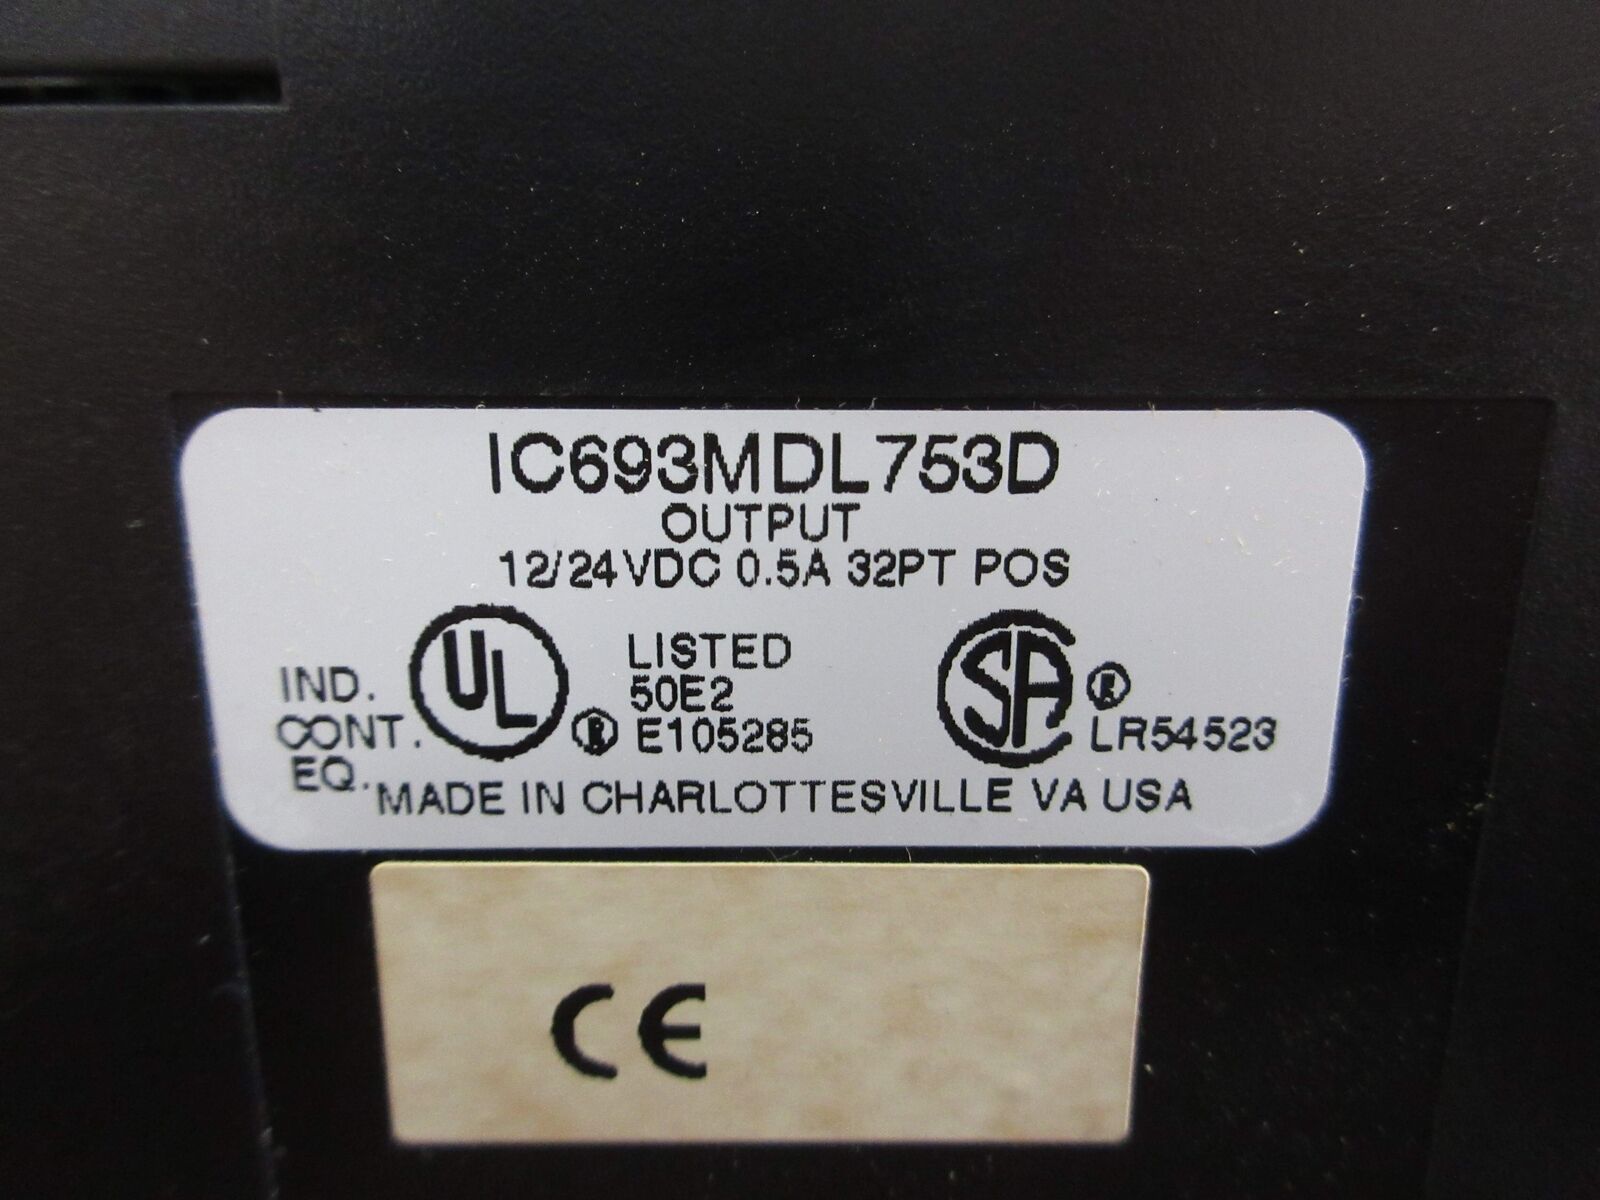 IC693MDL753D
OUTPUT
12/24VDC 0.5A 32PT POS
IND.
CONT.
EQ.
UL
®
LISTED
50E2
E105285
SA
®
LR54523
MADE IN CHARLOTTESVILLE VA USA
CE